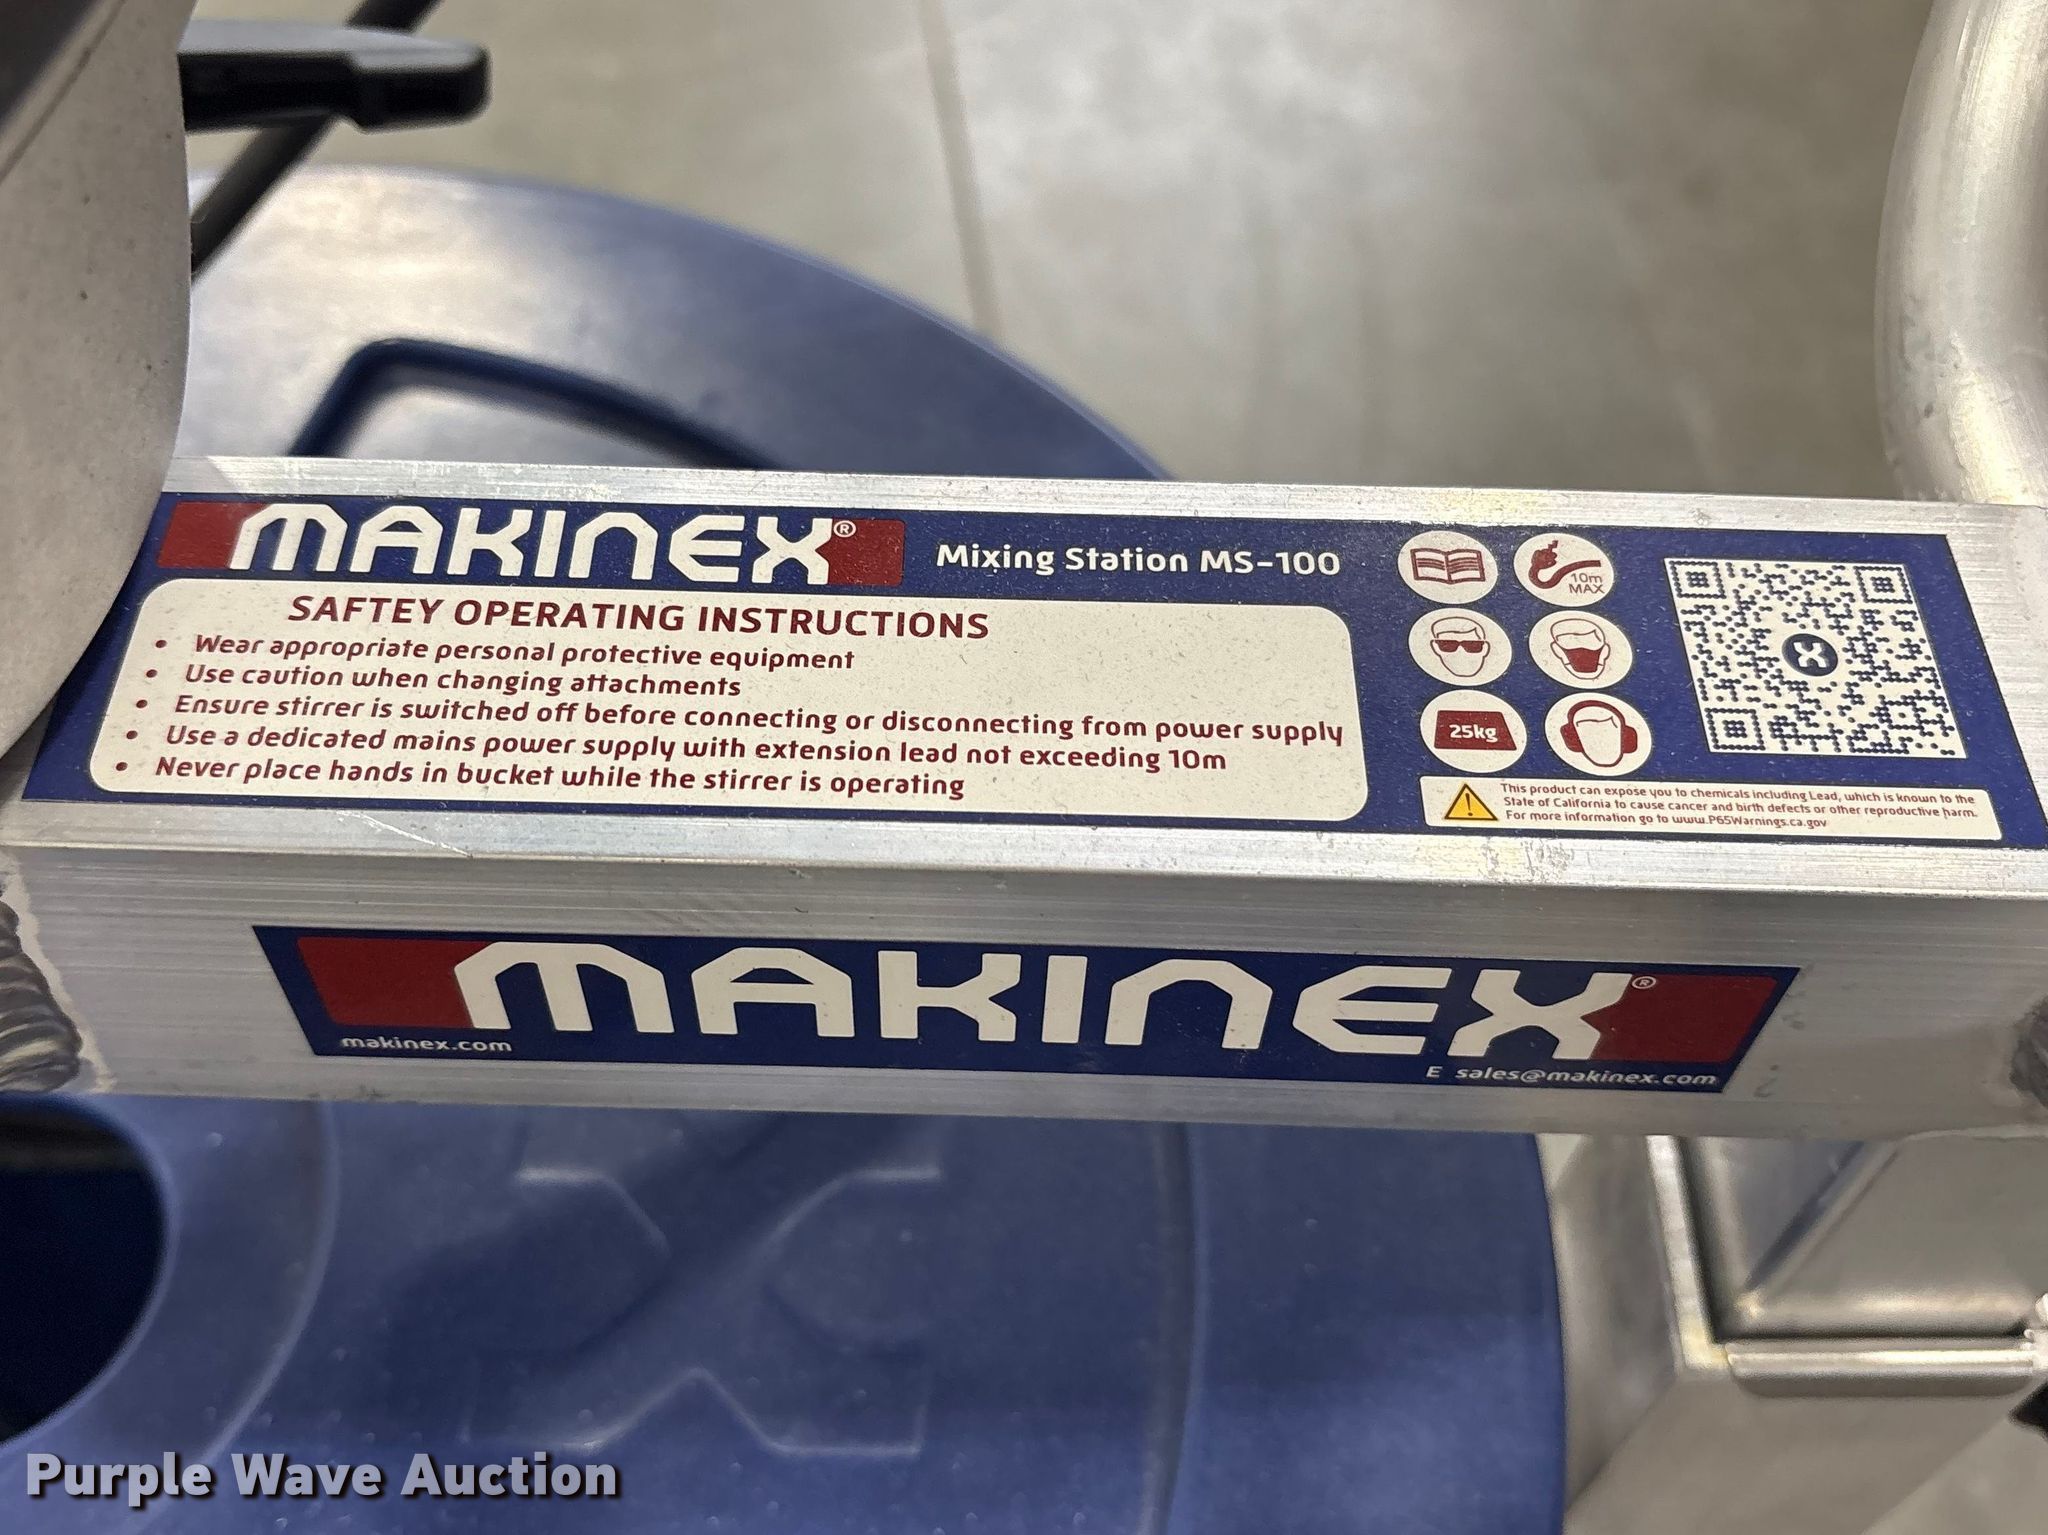 MAKINEX®
Mixing Station MS-100
SAFTEY OPERATING INSTRUCTIONS
• Wear appropriate personal protective equipment
• Use caution when changing attachments
• Ensure stirrer is switched off before connecting or disconnecting from power supply
• Use a dedicated mains power supply with extension lead not exceeding 10m
• Never place hands in bucket while the stirrer is operating
10m
MAX
25kg
This product can expose you to chemicals including Lead, which is known to the
State of California to cause cancer and birth defects or other reproductive harm.
For more information go to www.P65Warnings.ca.gov
MAKINEX®
makinex.com
E sales@makinex.com
Purple Wave Auction